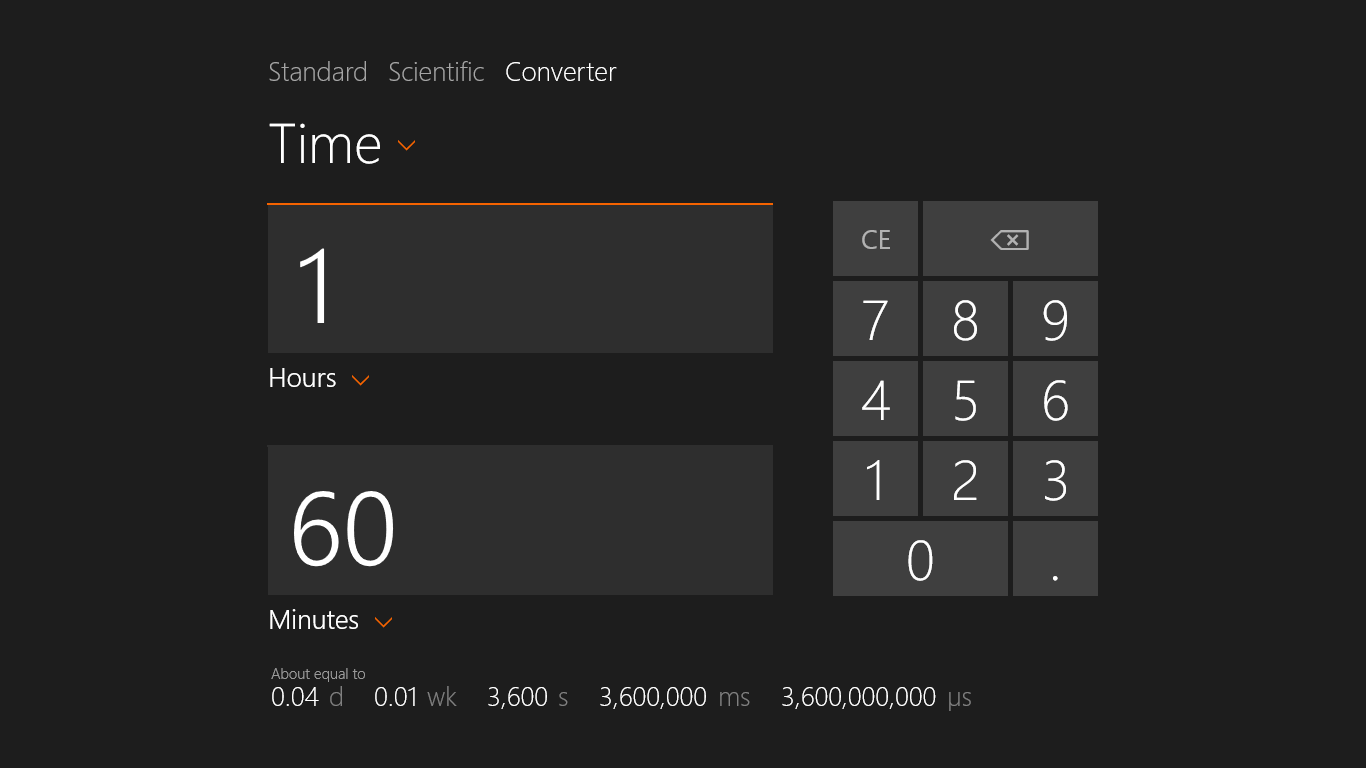 Standard Scientific Converter
Time
1
Hours
60
Minutes
About equal to
0.04 d 0.01 wk 3,600 s 3,600,000 ms 3,600,000,000 µs
CE
7 8 9
4 5 6
1 2 3
0 .